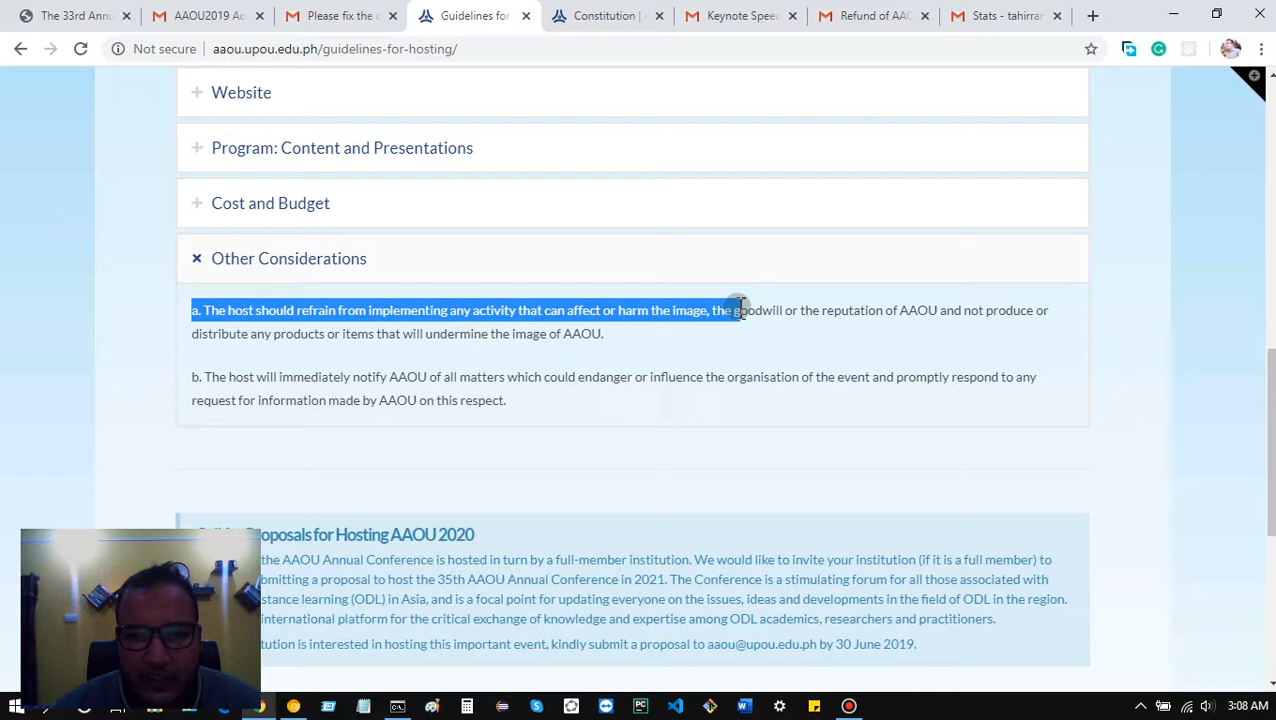 The 33rd Annu
AAOU2019 Ac
Please fix the c
Guidelines for
Constitution |
Keynote Speec
Refund of AAC
Stats - tahirran
Not secure
aaou.upou.edu.ph/guidelines-for-hosting/
Website
Program: Content and Presentations
Cost and Budget
Other Considerations
a. The host should refrain from implementing any activity that can affect or harm the image, the goodwill or the reputation of AAOU and not produce or
distribute any products or items that will undermine the image of AAOU.
b. The host will immediately notify AAOU of all matters which could endanger or influence the organisation of the event and promptly respond to any
request for information made by AAOU on this respect.
oposals for Hosting AAOU 2020
the AAOU Annual Conference is hosted in turn by a full-member institution. We would like to invite your institution (if it is a full member) to
bmitting a proposal to host the 35th AAOU Annual Conference in 2021. The Conference is a stimulating forum for all those associated with
stance learning (ODL) in Asia, and is a focal point for updating everyone on the issues, ideas and developments in the field of ODL in the region.
international platform for the critical exchange of knowledge and expertise among ODL academics, researchers and practitioners.
tution is interested in hosting this important event, kindly submit a proposal to aaou@upou.edu.ph by 30 June 2019.
3:08 AM